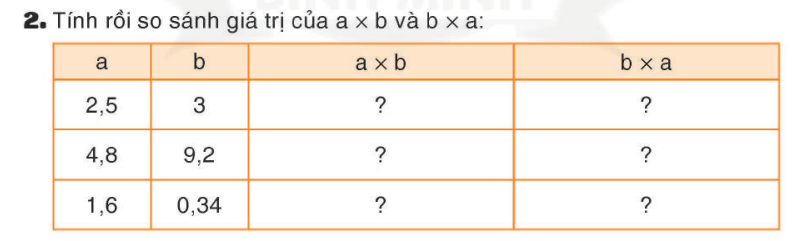 2. Tính rồi so sánh giá trị của a × b và b × a:
a b a × b b × a
2,5 3 ? ?
4,8 9,2 ? ?
1,6 0,34 ? ?